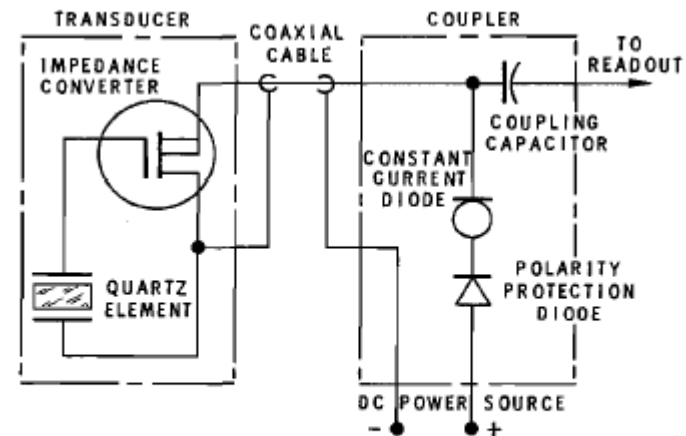 TRANSDUCER
COUPLER
COAXIAL
CABLE
TO
READOUT
IMPEDANCE
CONVERTER
COUPLING
CAPACITOR
CONSTANT
GURRENT
DIODE
QUARTZ
ELEMENT
POLARITY
PROTECTION
DIODE
DC POWER SOURCE
- +